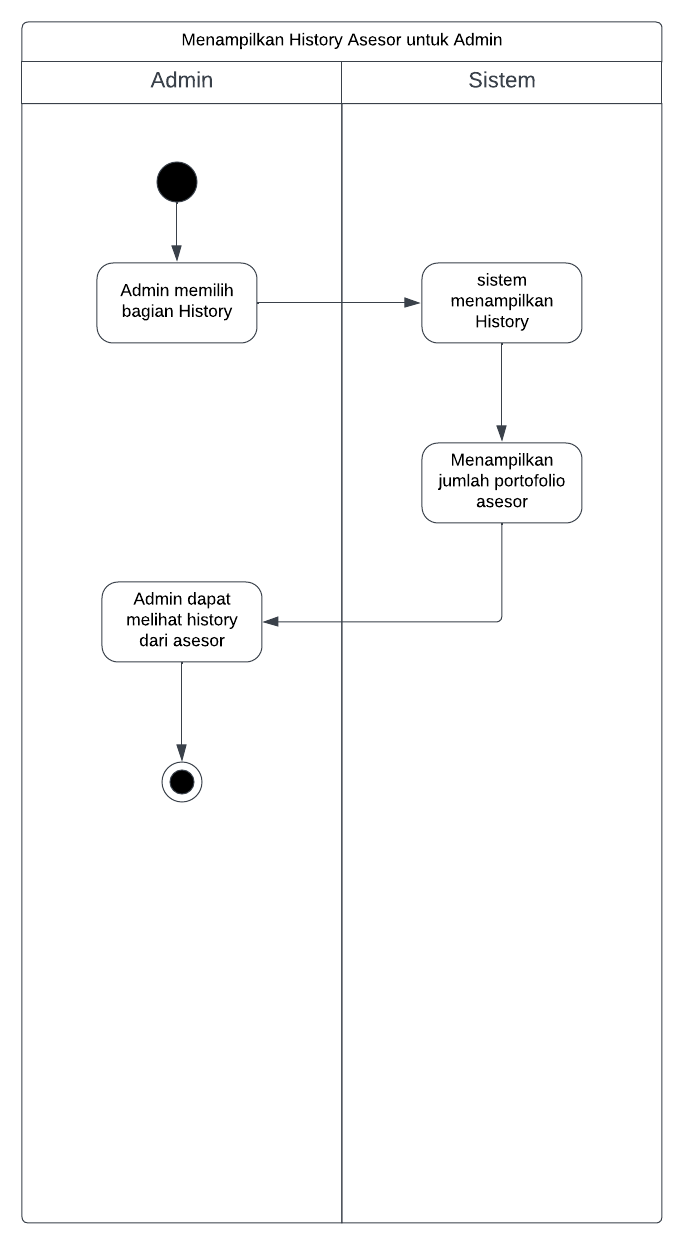 Menampilkan History Asesor untuk Admin
Admin
Sistem
Admin memilih
bagian History
sistem
menampilkan
History
Menampilkan
jumlah portofolio
asesor
Admin dapat
melihat history
dari asesor